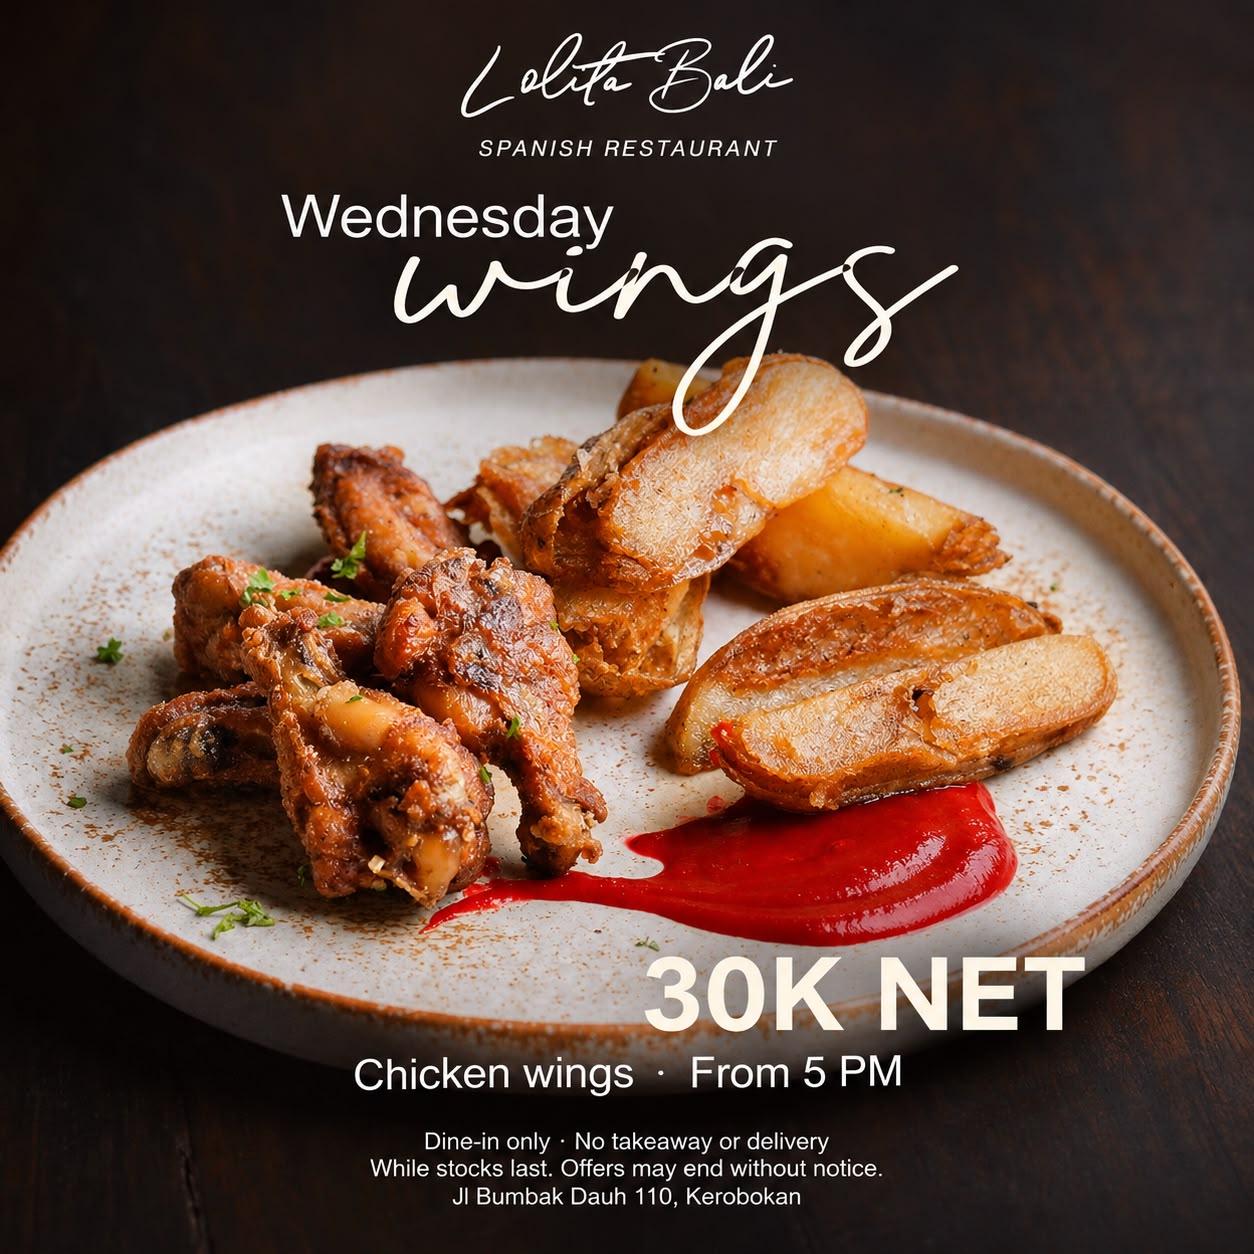 Lolita Bali
SPANISH RESTAURANT
Wednesday
wings
30K NET
Chicken wings · From 5 PM
Dine-in only · No takeaway or delivery
While stocks last. Offers may end without notice.
Jl Bumbak Dauh 110, Kerobokan